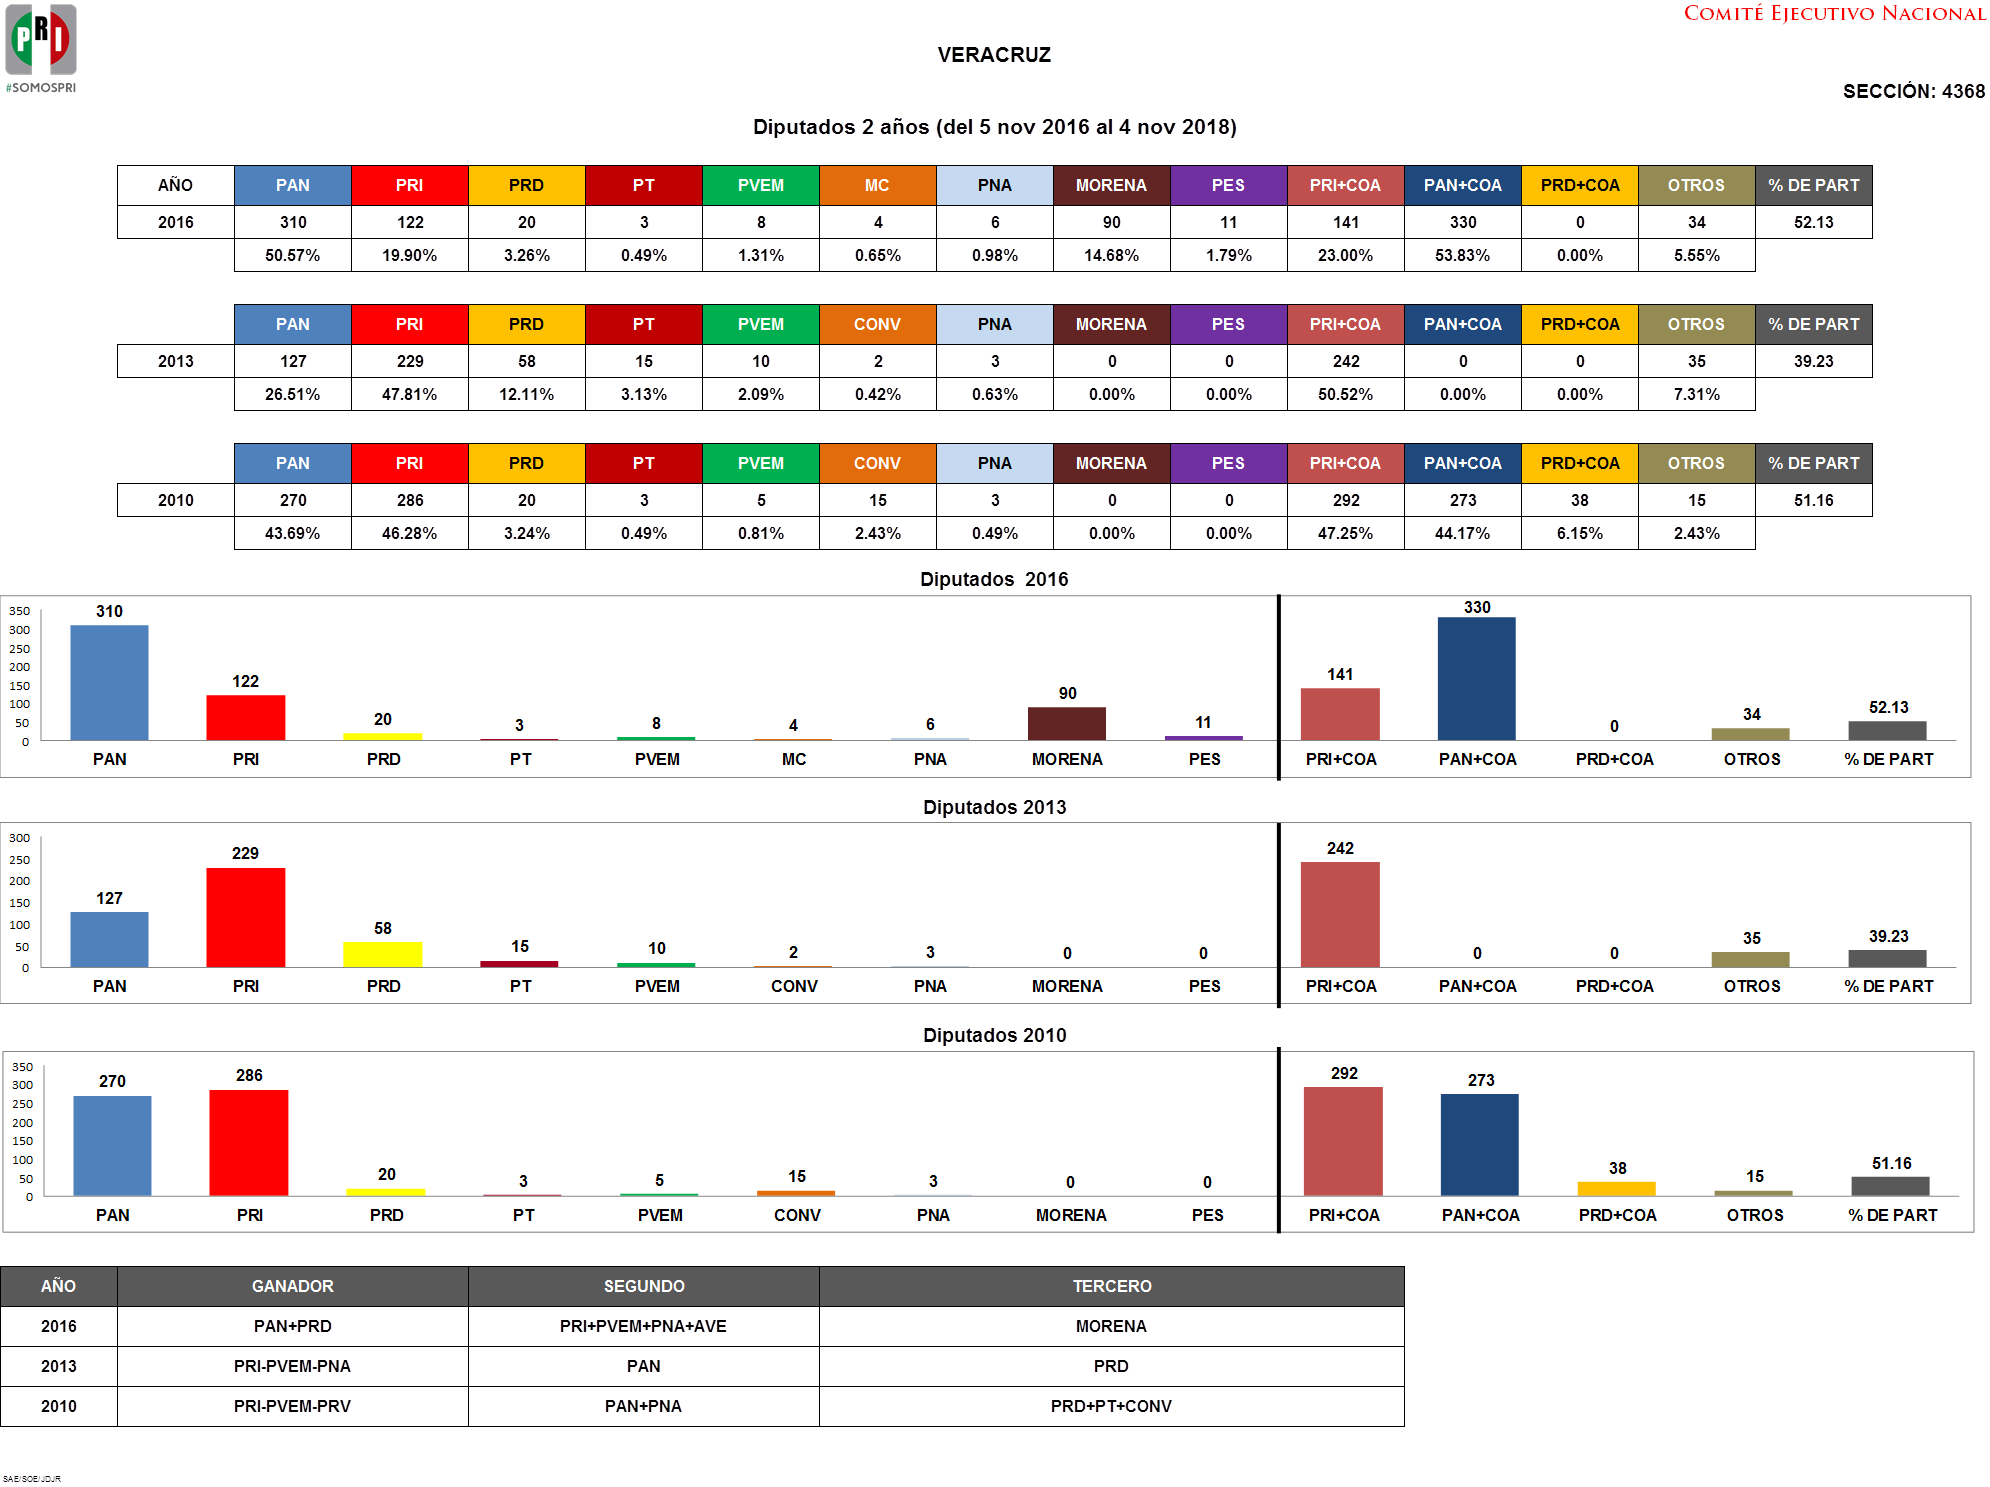 COMITÉ EJECUTIVO NACIONAL
PRI
#SOMOSPRI
VERACRUZ
SECCIÓN: 4368
Diputados 2 años (del 5 nov 2016 al 4 nov 2018)
AÑO PAN PRI PRD PT PVEM MC PNA MORENA PES PRI+COA PAN+COA PRD+COA OTROS % DE PART
2016 310 122 20 3 8 4 6 90 11 141 330 0 34 52.13
50.57% 19.90% 3.26% 0.49% 1.31% 0.65% 0.98% 14.68% 1.79% 23.00% 53.83% 0.00% 5.55%
PAN PRI PRD PT PVEM CONV PNA MORENA PES PRI+COA PAN+COA PRD+COA OTROS % DE PART
2013 127 229 58 15 10 2 3 0 0 242 0 0 35 39.23
26.51% 47.81% 12.11% 3.13% 2.09% 0.42% 0.63% 0.00% 0.00% 50.52% 0.00% 0.00% 7.31%
PAN PRI PRD PT PVEM CONV PNA MORENA PES PRI+COA PAN+COA PRD+COA OTROS % DE PART
2010 270 286 20 3 5 15 3 0 0 292 273 38 15 51.16
43.69% 46.28% 3.24% 0.49% 0.81% 2.43% 0.49% 0.00% 0.00% 47.25% 44.17% 6.15% 2.43%
Diputados 2016
350
300
250
200
150
100
50
0
310 122 20 3 8 4 6 90 11 141 330 0 34 52.13
PAN PRI PRD PT PVEM MC PNA MORENA PES PRI+COA PAN+COA PRD+COA OTROS % DE PART
Diputados 2013
300
250
200
150
100
50
0
127 229 58 15 10 2 3 0 0 242 0 0 35 39.23
PAN PRI PRD PT PVEM CONV PNA MORENA PES PRI+COA PAN+COA PRD+COA OTROS % DE PART
Diputados 2010
350
300
250
200
150
100
50
0
270 286 20 3 5 15 3 0 0 292 273 38 15 51.16
PAN PRI PRD PT PVEM CONV PNA MORENA PES PRI+COA PAN+COA PRD+COA OTROS % DE PART
AÑO GANADOR SEGUNDO TERCERO
2016 PAN+PRD PRI+PVEM+PNA+AVE MORENA
2013 PRI-PVEM-PNA PAN PRD
2010 PRI-PVEM-PRV PAN+PNA PRD+PT+CONV
SAE/SOE/JDJR